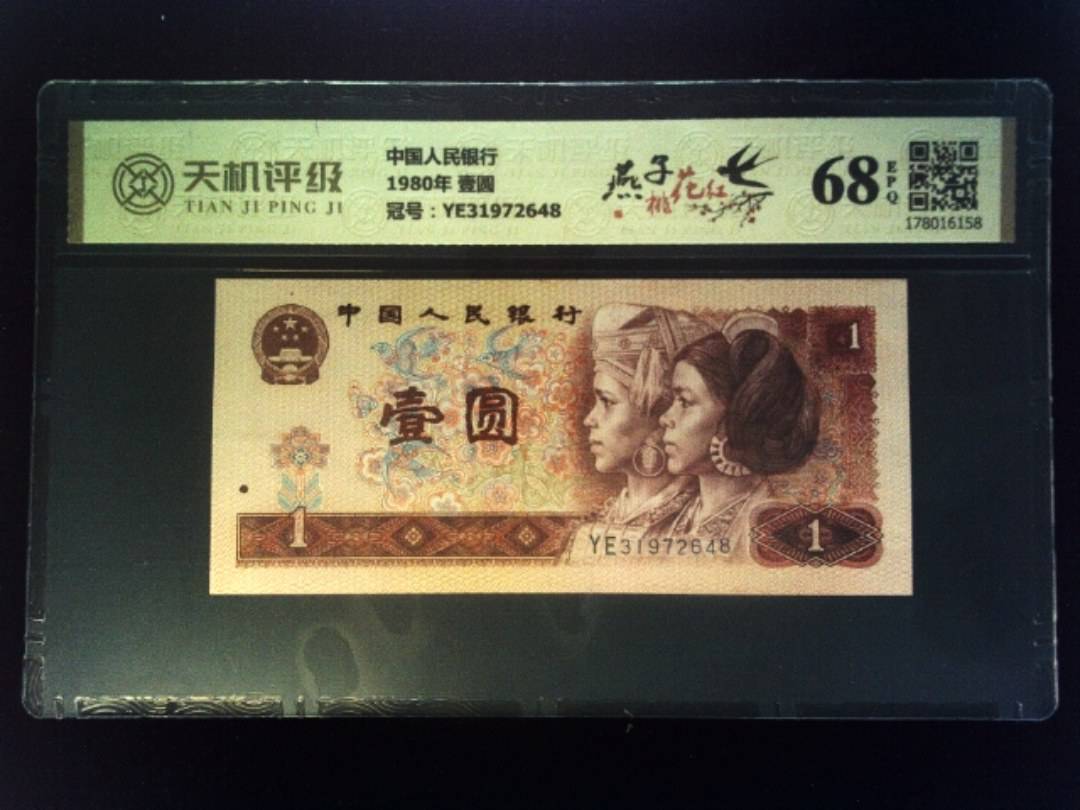 天机评级
TIAN JI PING JI
中国人民银行
1980年 壹圆
冠号：YE31972648
燕子
桃花红
68
EPQ
178016158
中国人民银行
壹圆
1
1
YE31972648
1